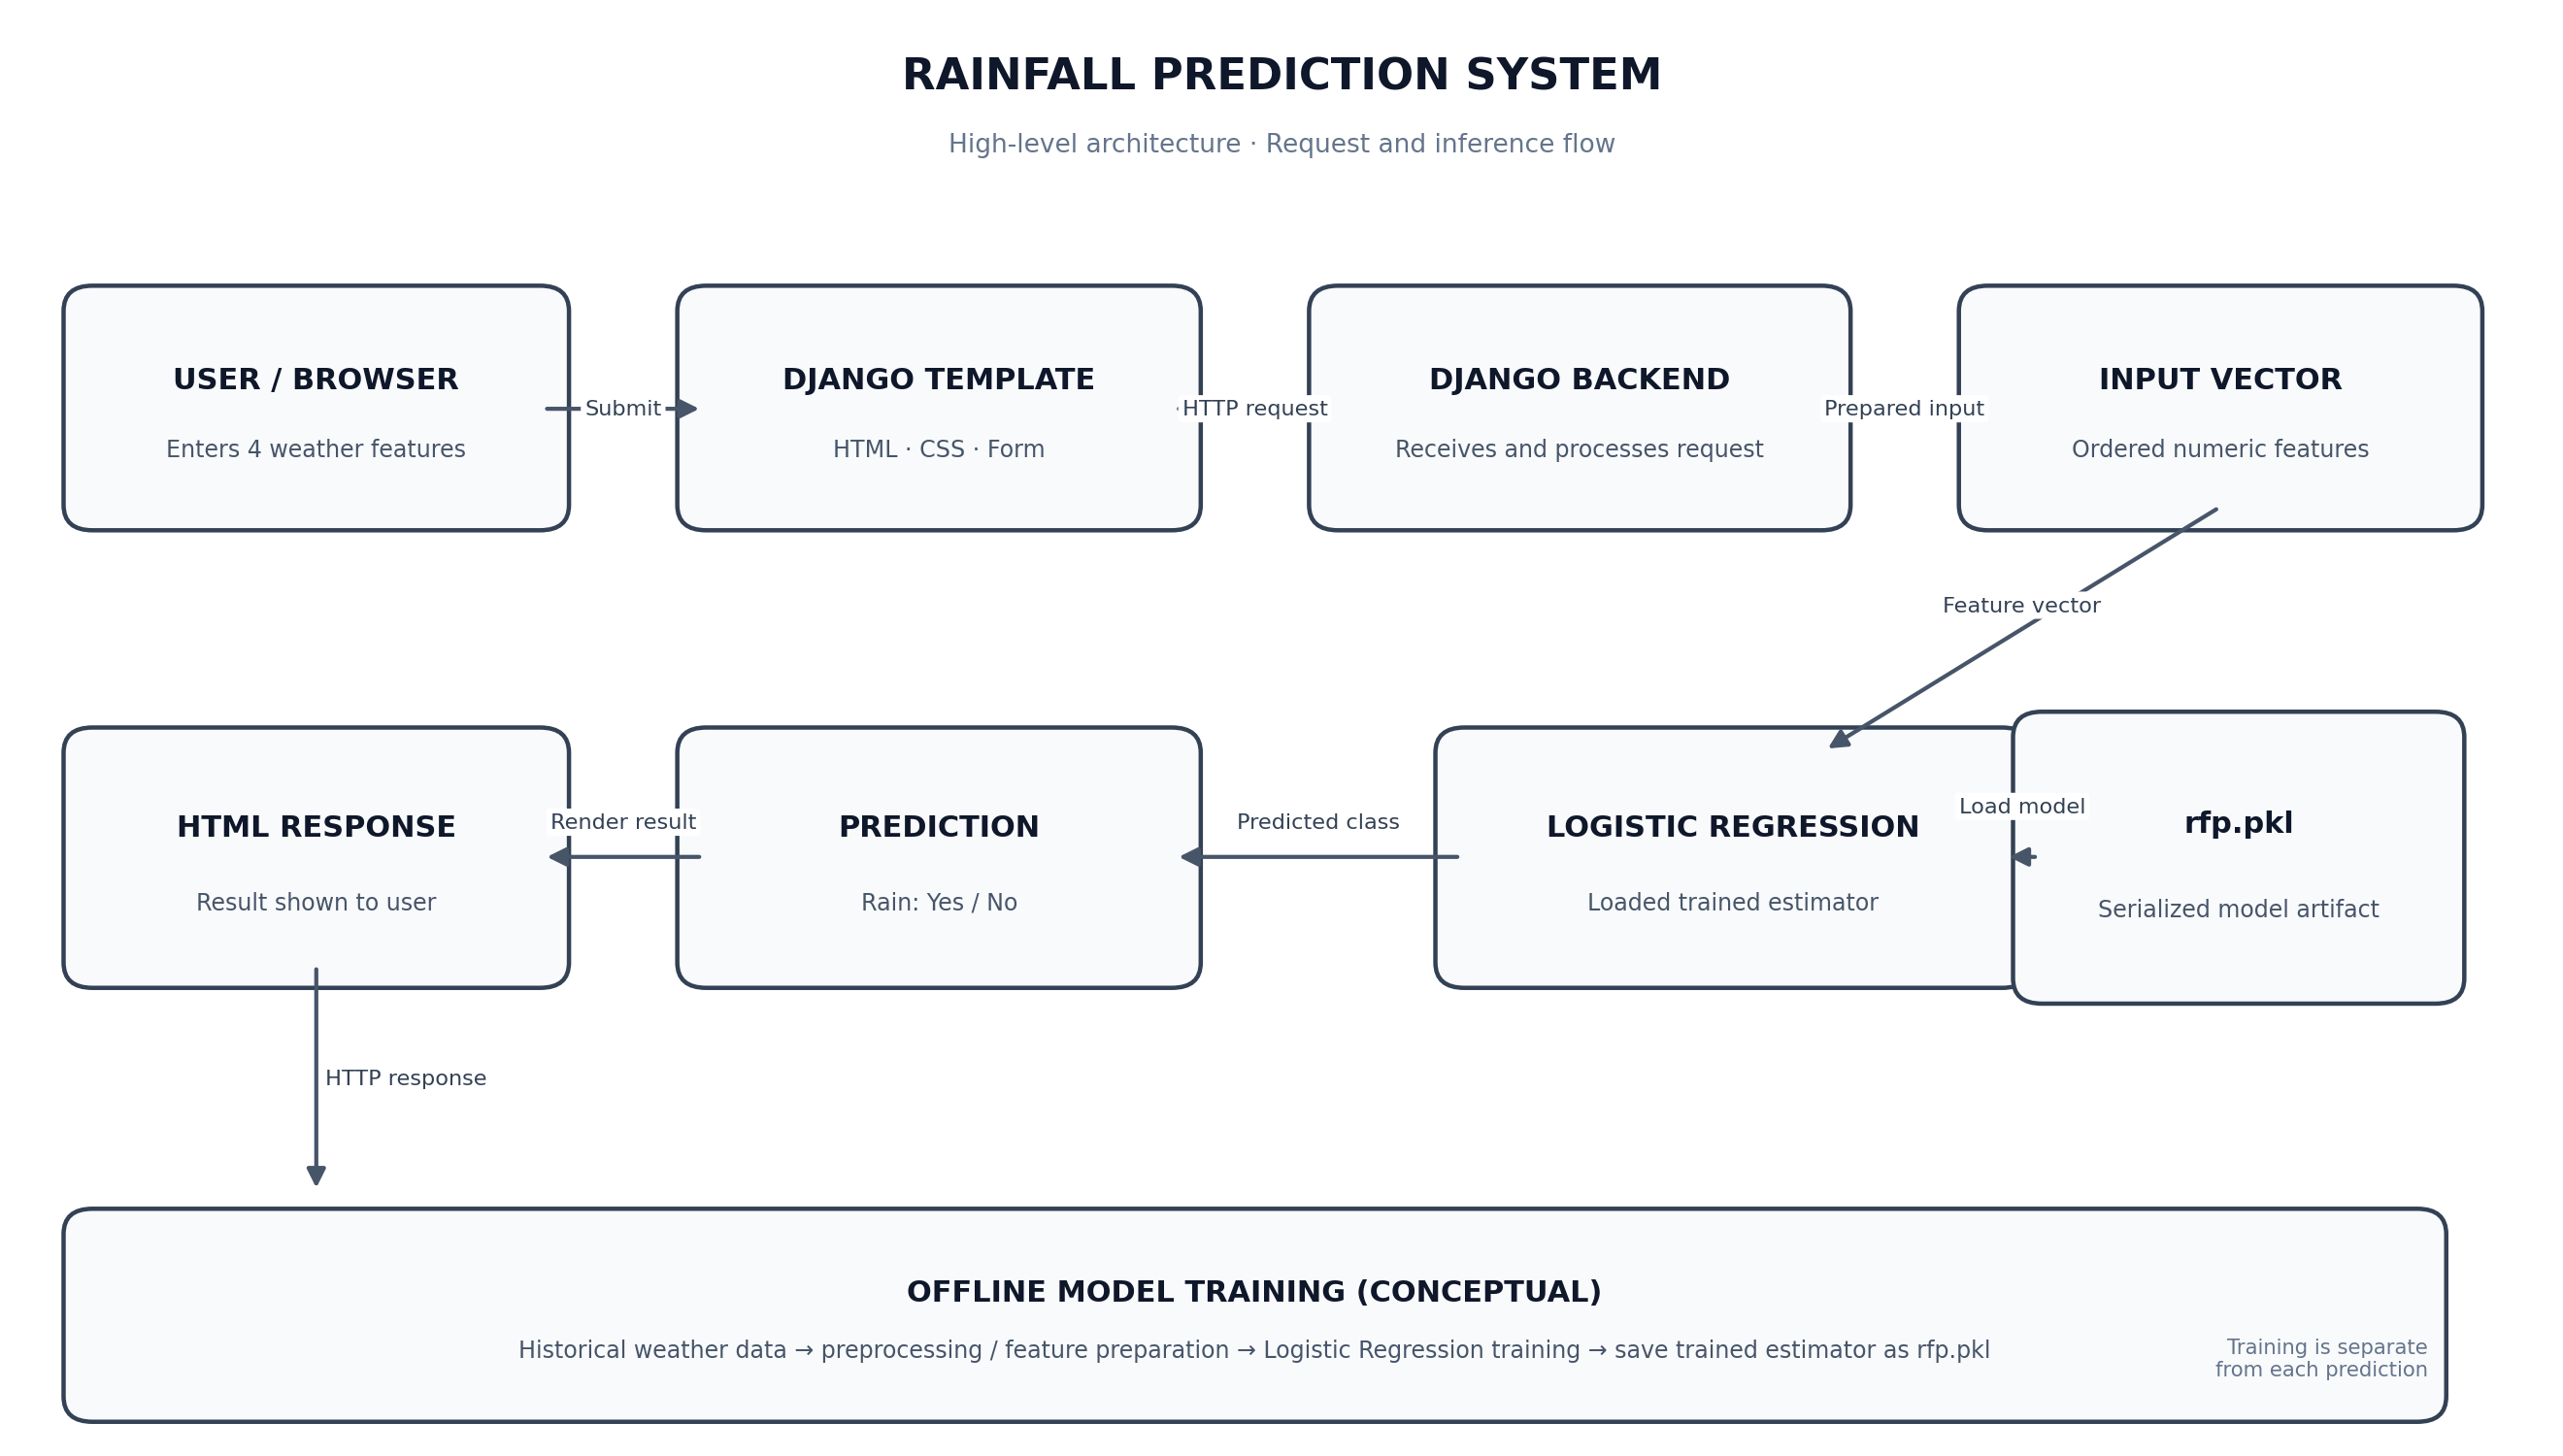 RAINFALL PREDICTION SYSTEM
High-level architecture · Request and inference flow
USER / BROWSER
Enters 4 weather features
Submit
DJANGO TEMPLATE
HTML · CSS · Form
HTTP request
DJANGO BACKEND
Receives and processes request
Prepared input
INPUT VECTOR
Ordered numeric features
Feature vector
HTML RESPONSE
Result shown to user
Render result
PREDICTION
Rain: Yes / No
Predicted class
LOGISTIC REGRESSION
Loaded trained estimator
Load model
rfp.pkl
Serialized model artifact
HTTP response
OFFLINE MODEL TRAINING (CONCEPTUAL)
Historical weather data → preprocessing / feature preparation → Logistic Regression training → save trained estimator as rfp.pkl
Training is separate
from each prediction